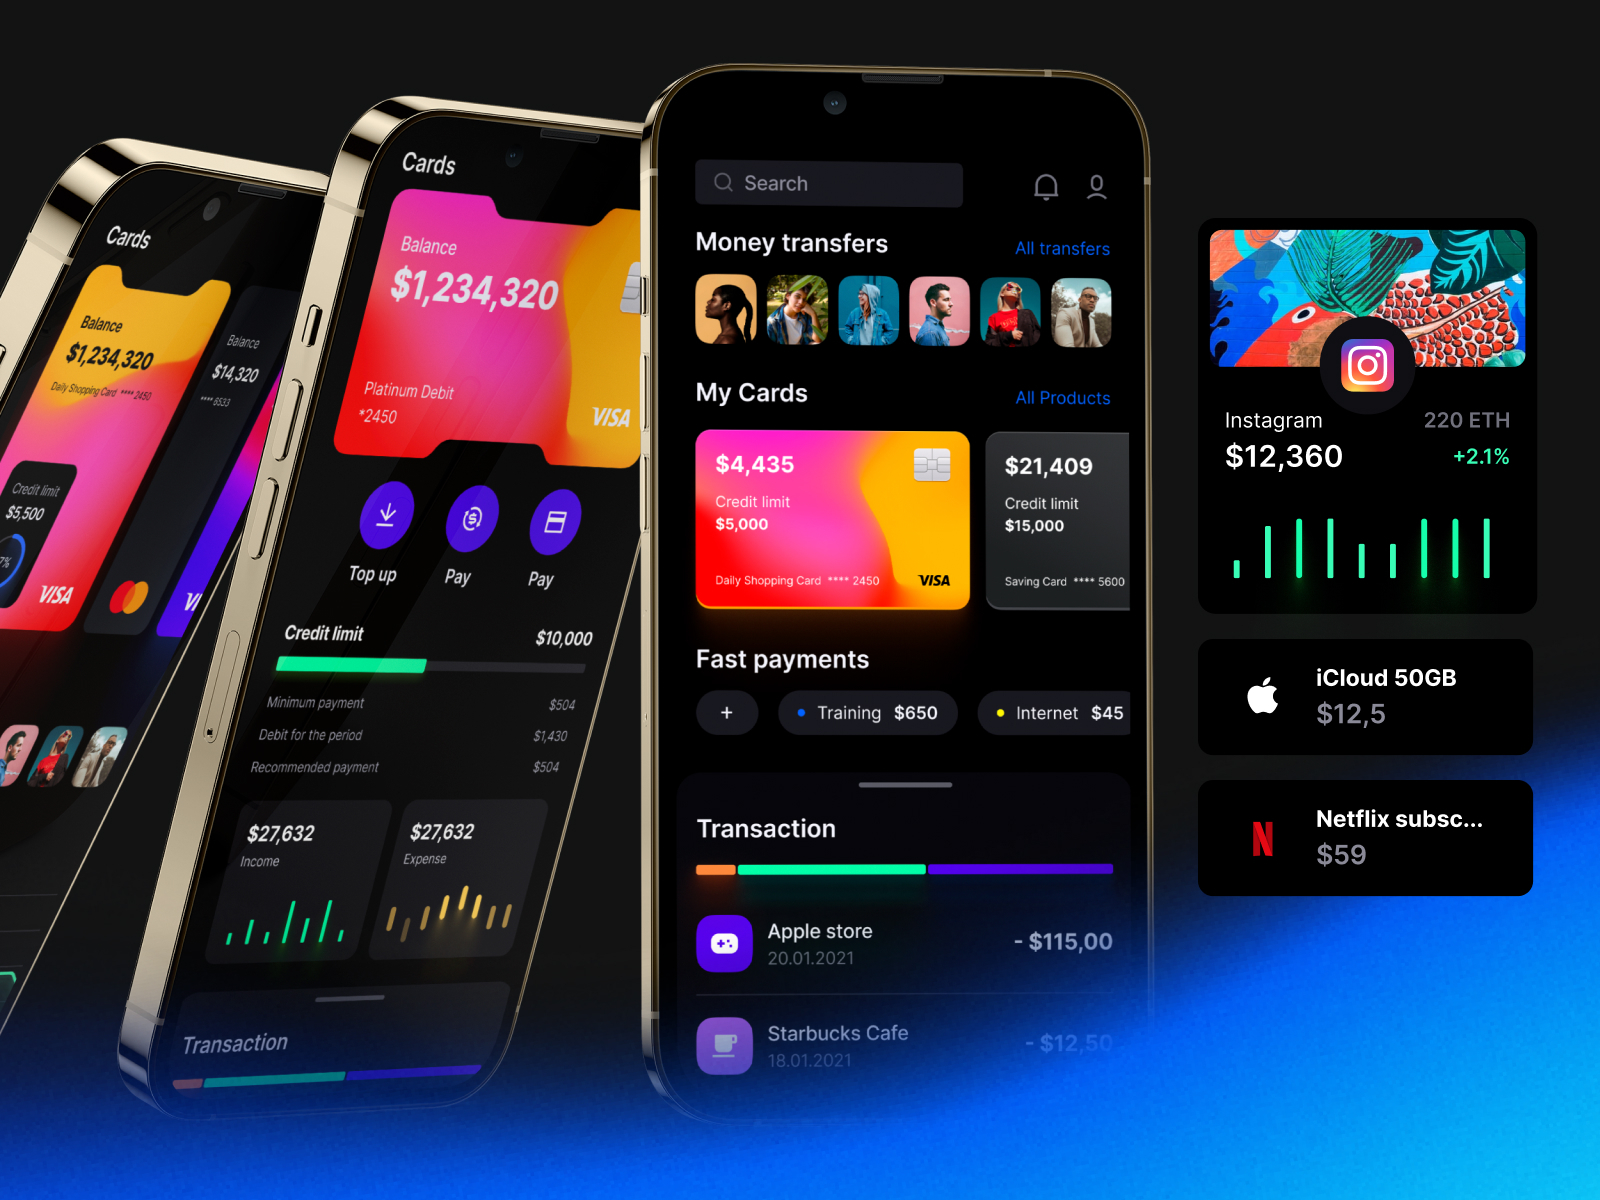 Cards
Balance
$1,234,320
Daily Shopping Card **** 2450
Credit limit
$5,500
7%
VISA
Balance
$14,320
**** 6533
VI
Cards
Balance
$1,234,320
Platinum Debit
*2450
VISA
Top up
Pay
Pay
Credit limit
$10,000
Minimum payment
$504
Debit for the period
$1,430
Recommended payment
$504
$27,632
Income
$27,632
Expense
Transaction
Search
Money transfers
All transfers
My Cards
All Products
$4,435
Credit limit
$5,000
Daily Shopping Card **** 2450
VISA
$21,409
Credit limit
$15,000
Saving Card **** 5600
Fast payments
+
Training $650
Internet $45
Transaction
Apple store
20.01.2021
- $115,00
Starbucks Cafe
18.01.2021
- $12,50
Instagram
220 ETH
$12,360
+2.1%
iCloud 50GB
$12,5
N
Netflix subsc...
$59